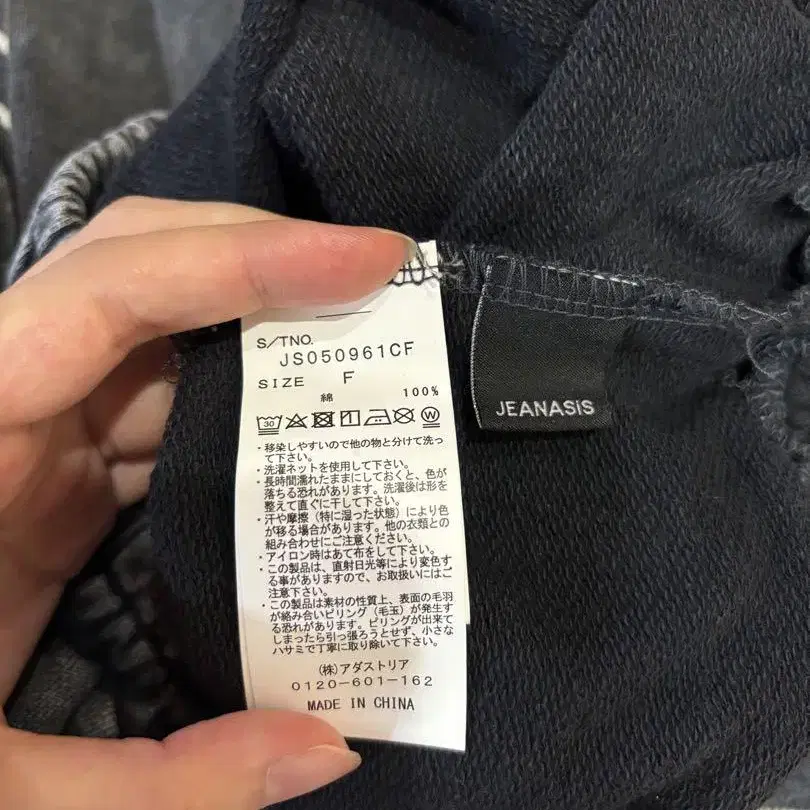 S/TNO.
JS050961CF
SIZE F
綿 100%
30
・移染しやすいので他の物と分けて洗っ
て下さい。
・洗濯ネットを使用して下さい。
・長時間濡れたままにしておくと、色が
落ちる恐れがあります。洗濯後は形を
整えて直ぐに干して下さい。
・汗や摩擦（特に湿った状態）により色
が移る場合があります。他の衣類との
組み合わせにご注意ください。
・アイロン時はあて布をして下さい。
・この製品は、直射日光等により変色す
る事がありますので、お取扱いにはご
注意下さい。
・この製品は素材の性質上、表面の毛羽
が絡み合いピリング（毛玉）が発生す
る恐れがあります。ピリングが出来て
しまったら引っ張ろうとせず、小さな
ハサミで丁寧に取り除いて下さい。
(株)アダストリア
0120-601-162
MADE IN CHINA
JEANASiS